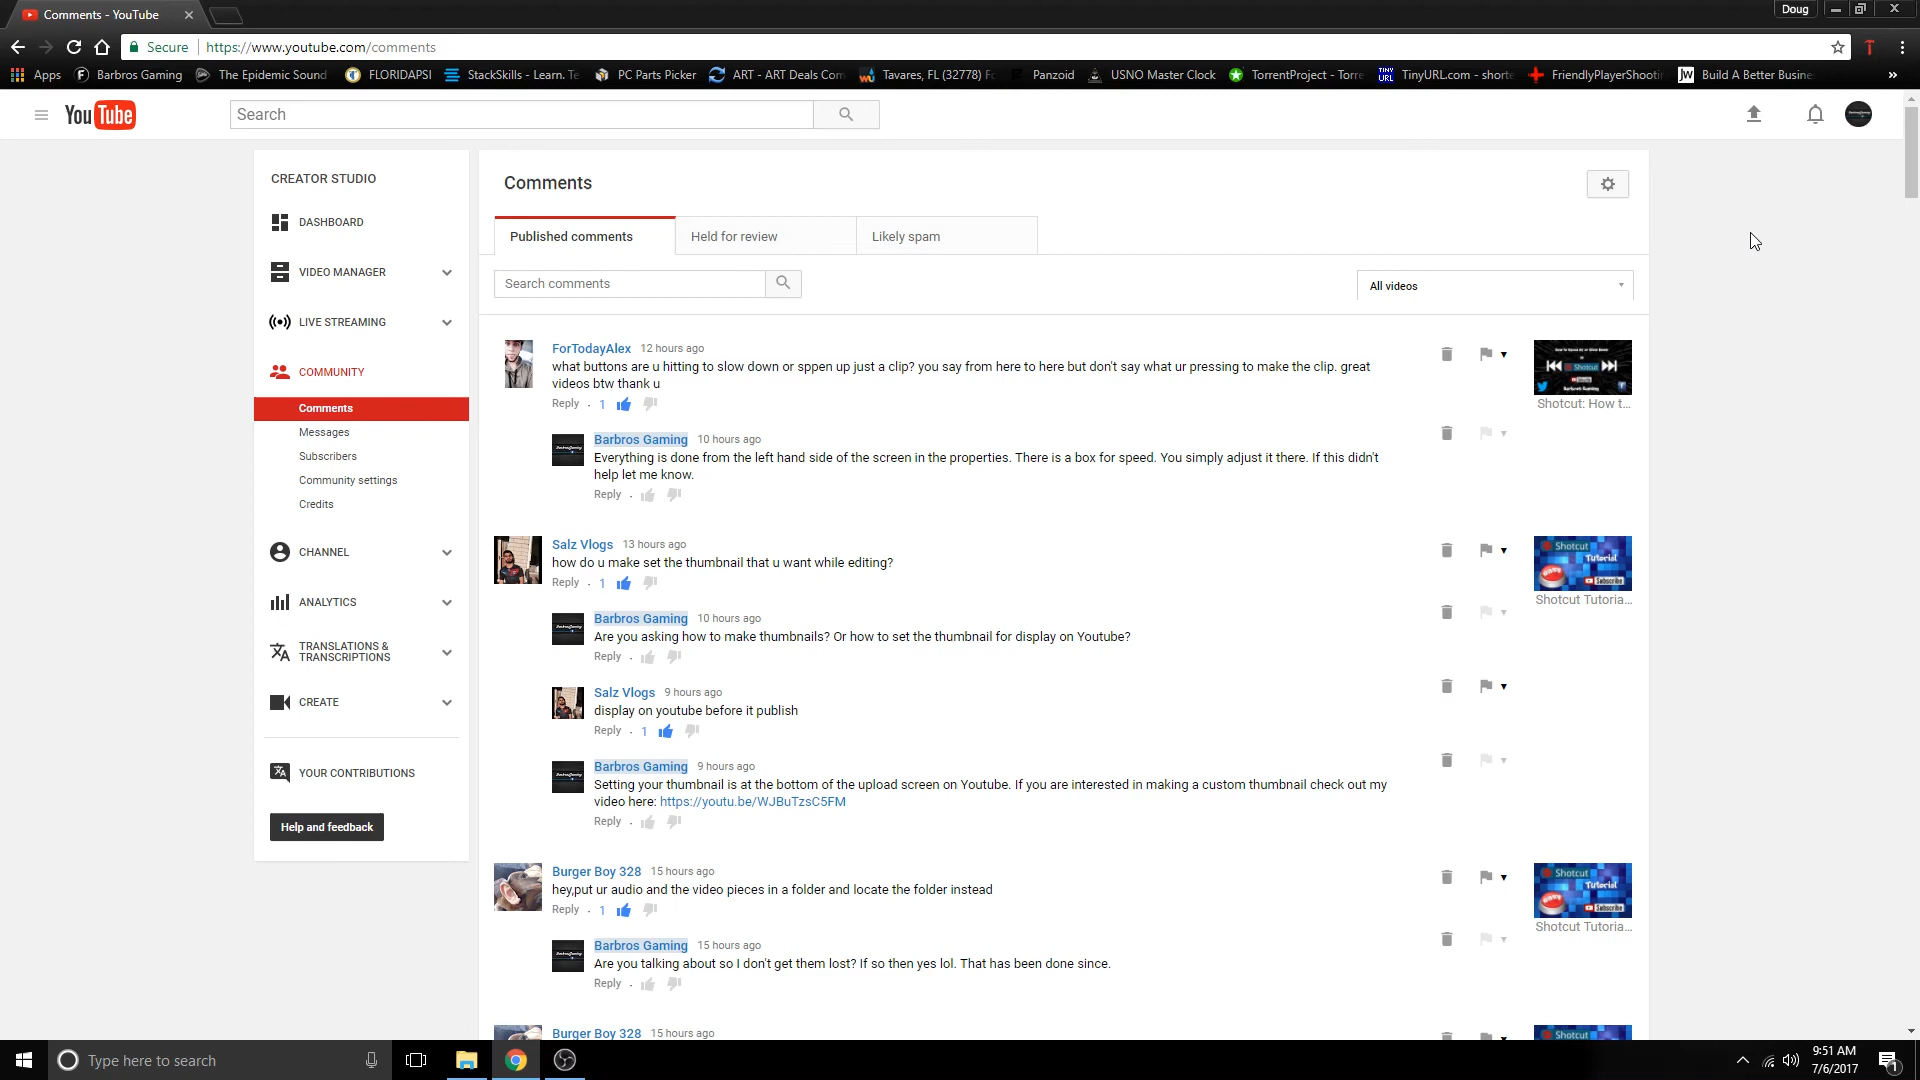 Comments - YouTube
Doug
Secure
https://www.youtube.com/comments
Apps
Barbros Gaming
The Epidemic Sound
FLORIDAPSI
StackSkills - Learn. Te
PC Parts Picker
ART - ART Deals Com
Tavares, FL (32778) Fo
Panzoid
USNO Master Clock
TorrentProject - Torre
TinyURL.com - shorte
FriendlyPlayerShootin
Build A Better Busine
YouTube
Search
CREATOR STUDIO
DASHBOARD
VIDEO MANAGER
LIVE STREAMING
COMMUNITY
Comments
Messages
Subscribers
Community settings
Credits
CHANNEL
ANALYTICS
TRANSLATIONS &
TRANSCRIPTIONS
CREATE
YOUR CONTRIBUTIONS
Help and feedback
Comments
Published comments
Held for review
Likely spam
Search comments
All videos
ForTodayAlex 12 hours ago
what buttons are u hitting to slow down or sppen up just a clip? you say from here to here but don't say what ur pressing to make the clip. great
videos btw thank u
Reply . 1
Shotcut: How t...
Barbros Gaming 10 hours ago
Everything is done from the left hand side of the screen in the properties. There is a box for speed. You simply adjust it there. If this didn't
help let me know.
Reply .
Salz Vlogs 13 hours ago
how do u make set the thumbnail that u want while editing?
Reply . 1
Shotcut
Tutorial
Subscribe
Shotcut Tutoria...
Barbros Gaming 10 hours ago
Are you asking how to make thumbnails? Or how to set the thumbnail for display on Youtube?
Reply .
Salz Vlogs 9 hours ago
display on youtube before it publish
Reply . 1
Barbros Gaming 9 hours ago
Setting your thumbnail is at the bottom of the upload screen on Youtube. If you are interested in making a custom thumbnail check out my
video here: https://youtu.be/WJBuTzsC5FM
Reply .
Burger Boy 328 15 hours ago
hey,put ur audio and the video pieces in a folder and locate the folder instead
Reply . 1
Shotcut
Tutorial
Subscribe
Shotcut Tutoria...
Barbros Gaming 15 hours ago
Are you talking about so I don't get them lost? If so then yes lol. That has been done since.
Reply .
Burger Boy 328 15 hours ago
Shotcut
Type here to search
9:51 AM
7/6/2017
1